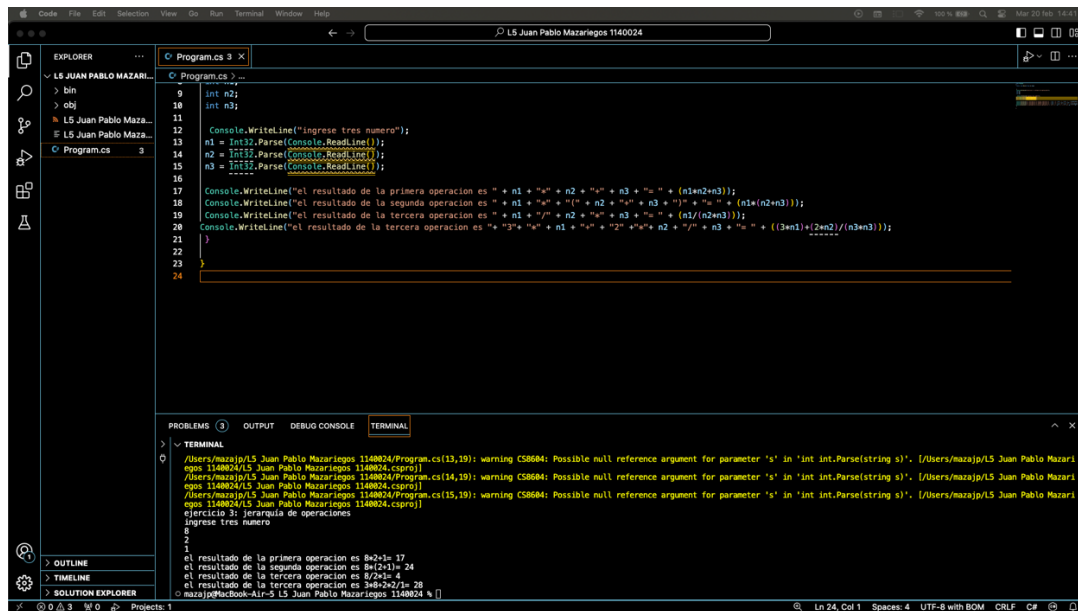 Code File Edit Selection View Go Run Terminal Window Help 100 % Mar 20 feb 14:41
L5 Juan Pablo Mazariegos 1140024
EXPLORER
Program.cs 3
L5 JUAN PABLO MAZARI...
Program.cs > ...
> bin
> obj
L5 Juan Pablo Maza...
L5 Juan Pablo Maza...
Program.cs 3
9 int n2;
10 int n3;
11
12 Console.WriteLine("ingrese tres numero");
13 n1 = Int32.Parse(Console.ReadLine());
14 n2 = Int32.Parse(Console.ReadLine());
15 n3 = Int32.Parse(Console.ReadLine());
16
17 Console.WriteLine("el resultado de la primera operacion es " + n1 + "*" + n2 + "+" + n3 + "= " + (n1*n2+n3));
18 Console.WriteLine("el resultado de la segunda operacion es " + n1 + "*" + "(" + n2 + "+" + n3 + ")" + "= " + (n1*(n2+n3)));
19 Console.WriteLine("el resultado de la tercera operacion es " + n1 + "/" + n2 + "*" + n3 + "= " + (n1/(n2*n3)));
20 Console.WriteLine("el resultado de la tercera operacion es "+ "3"+ "*" + n1 + "+" + "2" +"*"+ n2 + "/" + n3 + "= " + ((3*n1)+(2*n2)/(n3*n3)));
21 }
22
23 }
24
PROBLEMS 3 OUTPUT DEBUG CONSOLE TERMINAL
TERMINAL
/Users/mazajp/L5 Juan Pablo Mazariegos 1140024/Program.cs(13,19): warning CS8604: Possible null reference argument for parameter 's' in 'int int.Parse(string s)'. [/Users/mazajp/L5 Juan Pablo Mazari
egos 1140024/L5 Juan Pablo Mazariegos 1140024.csproj]
/Users/mazajp/L5 Juan Pablo Mazariegos 1140024/Program.cs(14,19): warning CS8604: Possible null reference argument for parameter 's' in 'int int.Parse(string s)'. [/Users/mazajp/L5 Juan Pablo Mazari
egos 1140024/L5 Juan Pablo Mazariegos 1140024.csproj]
/Users/mazajp/L5 Juan Pablo Mazariegos 1140024/Program.cs(15,19): warning CS8604: Possible null reference argument for parameter 's' in 'int int.Parse(string s)'. [/Users/mazajp/L5 Juan Pablo Mazari
egos 1140024/L5 Juan Pablo Mazariegos 1140024.csproj]
ejercicio 3: jerarquía de operaciones
ingrese tres numero
8
2
1
el resultado de la primera operacion es 8*2+1= 17
el resultado de la segunda operacion es 8*(2+1)= 24
el resultado de la tercera operacion es 8/2*1= 4
el resultado de la tercera operacion es 3*8+2*2/1= 28
mazajp@MacBook-Air-5 L5 Juan Pablo Mazariegos 1140024 %
> OUTLINE
> TIMELINE
> SOLUTION EXPLORER
0 3 0 Projects: 1 Ln 24, Col 1 Spaces: 4 UTF-8 with BOM CRLF C#